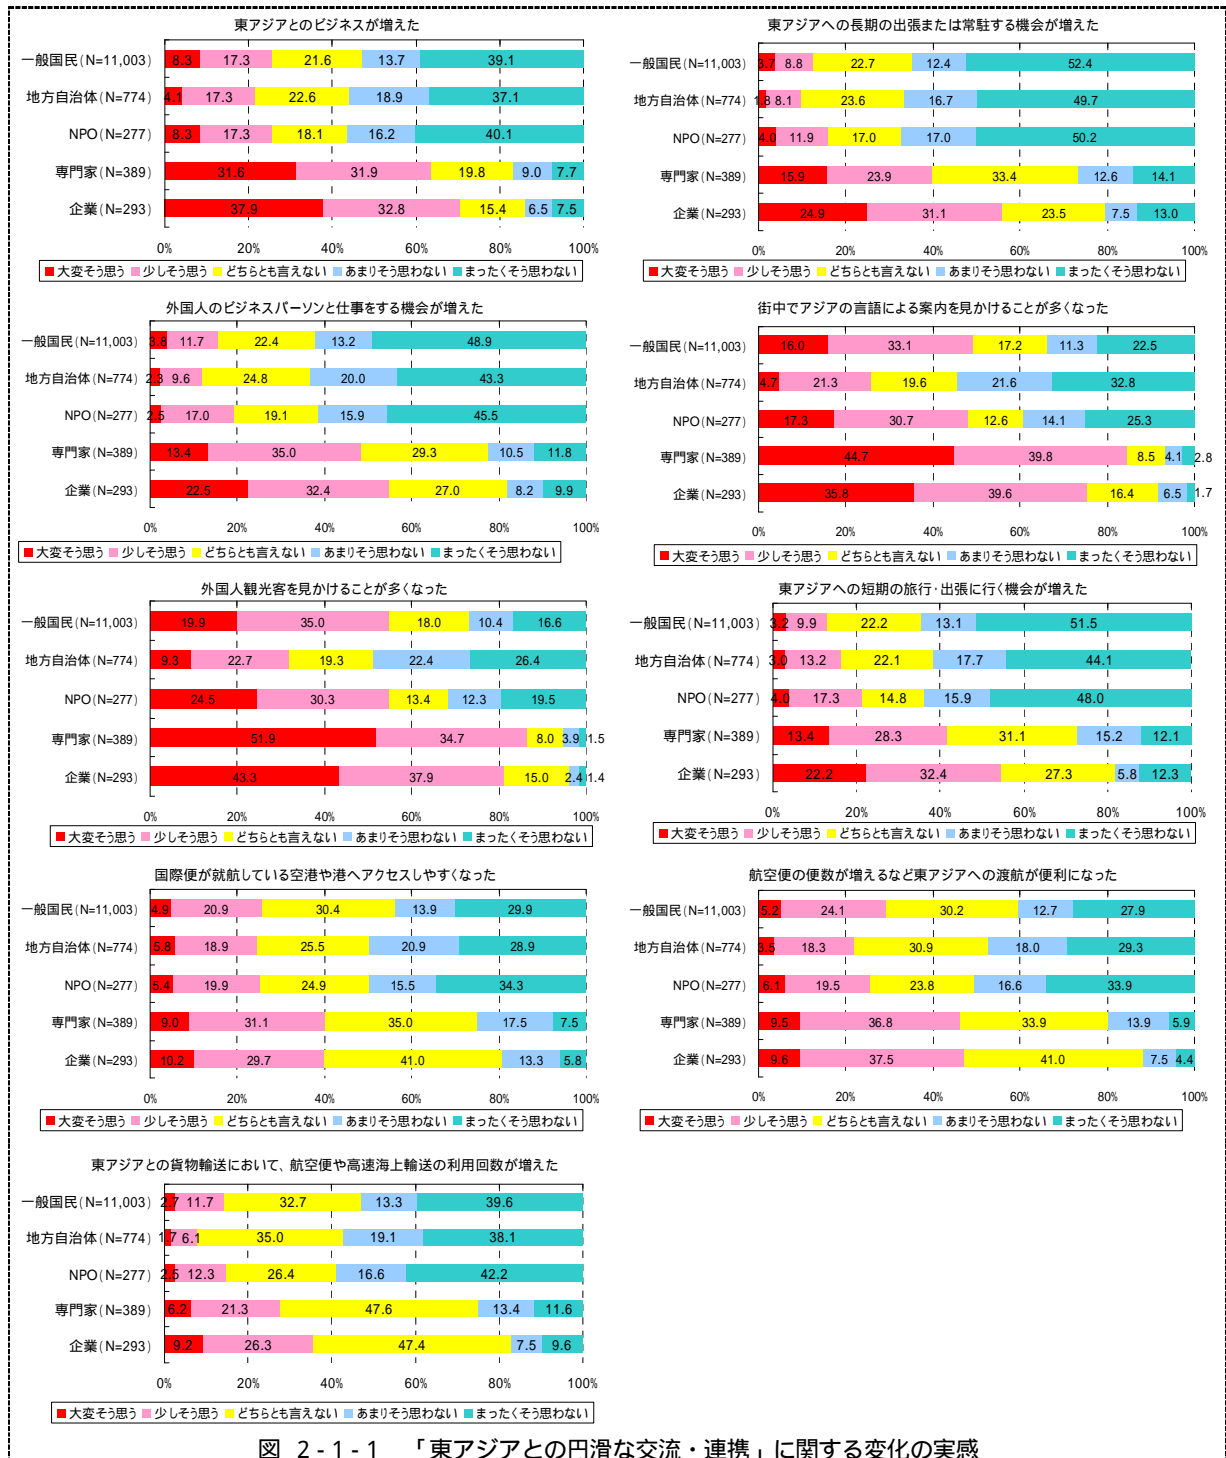 東アジアとのビジネスが増えた
一般国民(N=11,003) 8.3 17.3 21.6 13.7 39.1
地方自治体(N=774) 4.1 17.3 22.6 18.9 37.1
NPO(N=277) 8.3 17.3 18.1 16.2 40.1
専門家(N=389) 31.6 31.9 19.8 9.0 7.7
企業(N=293) 37.9 32.8 15.4 6.5 7.5
0% 20% 40% 60% 80% 100%
■大変そう思う ■少しそう思う ■どちらとも言えない ■あまりそう思わない ■まったくそう思わない
東アジアへの長期の出張または常駐する機会が増えた
一般国民(N=11,003) 3.7 8.8 22.7 12.4 52.4
地方自治体(N=774) 1.8 8.1 23.6 16.7 49.7
NPO(N=277) 4.0 11.9 17.0 17.0 50.2
専門家(N=389) 15.9 23.9 33.4 12.6 14.1
企業(N=293) 24.9 31.1 23.5 7.5 13.0
0% 20% 40% 60% 80% 100%
■大変そう思う ■少しそう思う ■どちらとも言えない ■あまりそう思わない ■まったくそう思わない
外国人のビジネスパーソンと仕事をする機会が増えた
一般国民(N=11,003) 3.8 11.7 22.4 13.2 48.9
地方自治体(N=774) 2.3 9.6 24.8 20.0 43.3
NPO(N=277) 2.5 17.0 19.1 15.9 45.5
専門家(N=389) 13.4 35.0 29.3 10.5 11.8
企業(N=293) 22.5 32.4 27.0 8.2 9.9
0% 20% 40% 60% 80% 100%
■大変そう思う ■少しそう思う ■どちらとも言えない ■あまりそう思わない ■まったくそう思わない
街中でアジアの言語による案内を見かけることが多くなった
一般国民(N=11,003) 16.0 33.1 17.2 11.3 22.5
地方自治体(N=774) 4.7 21.3 19.6 21.6 32.8
NPO(N=277) 17.3 30.7 12.6 14.1 25.3
専門家(N=389) 44.7 39.8 8.5 4.1 2.8
企業(N=293) 35.8 39.6 16.4 6.5 1.7
0% 20% 40% 60% 80% 100%
■大変そう思う ■少しそう思う ■どちらとも言えない ■あまりそう思わない ■まったくそう思わない
外国人観光客を見かけることが多くなった
一般国民(N=11,003) 19.9 35.0 18.0 10.4 16.6
地方自治体(N=774) 9.3 22.7 19.3 22.4 26.4
NPO(N=277) 24.5 30.3 13.4 12.3 19.5
専門家(N=389) 51.9 34.7 8.0 3.9 1.5
企業(N=293) 43.3 37.9 15.0 2.4 1.4
0% 20% 40% 60% 80% 100%
■大変そう思う ■少しそう思う ■どちらとも言えない ■あまりそう思わない ■まったくそう思わない
東アジアへの短期の旅行・出張に行く機会が増えた
一般国民(N=11,003) 3.2 9.9 22.2 13.1 51.5
地方自治体(N=774) 3.0 13.2 22.1 17.7 44.1
NPO(N=277) 4.0 17.3 14.8 15.9 48.0
専門家(N=389) 13.4 28.3 31.1 15.2 12.1
企業(N=293) 22.2 32.4 27.3 5.8 12.3
0% 20% 40% 60% 80% 100%
■大変そう思う ■少しそう思う ■どちらとも言えない ■あまりそう思わない ■まったくそう思わない
国際便が就航している空港や港へアクセスしやすくなった
一般国民(N=11,003) 4.9 20.9 30.4 13.9 29.9
地方自治体(N=774) 5.8 18.9 25.5 20.9 28.9
NPO(N=277) 5.4 19.9 24.9 15.5 34.3
専門家(N=389) 9.0 31.1 35.0 17.5 7.5
企業(N=293) 10.2 29.7 41.0 13.3 5.8
0% 20% 40% 60% 80% 100%
■大変そう思う ■少しそう思う ■どちらとも言えない ■あまりそう思わない ■まったくそう思わない
航空便の便数が増えるなど東アジアへの渡航が便利になった
一般国民(N=11,003) 5.2 24.1 30.2 12.7 27.9
地方自治体(N=774) 3.5 18.3 30.9 18.0 29.3
NPO(N=277) 6.1 19.5 23.8 16.6 33.9
専門家(N=389) 9.5 36.8 33.9 13.9 5.9
企業(N=293) 9.6 37.5 41.0 7.5 4.4
0% 20% 40% 60% 80% 100%
■大変そう思う ■少しそう思う ■どちらとも言えない ■あまりそう思わない ■まったくそう思わない
東アジアとの貨物輸送において、航空便や高速海上輸送の利用回数が増えた
一般国民(N=11,003) 2.7 11.7 32.7 13.3 39.6
地方自治体(N=774) 1.7 6.1 35.0 19.1 38.1
NPO(N=277) 2.5 12.3 26.4 16.6 42.2
専門家(N=389) 6.2 21.3 47.6 13.4 11.6
企業(N=293) 9.2 26.3 47.4 7.5 9.6
0% 20% 40% 60% 80% 100%
■大変そう思う ■少しそう思う ■どちらとも言えない ■あまりそう思わない ■まったくそう思わない
図 2-1-1 「東アジアとの円滑な交流・連携」に関する変化の実感